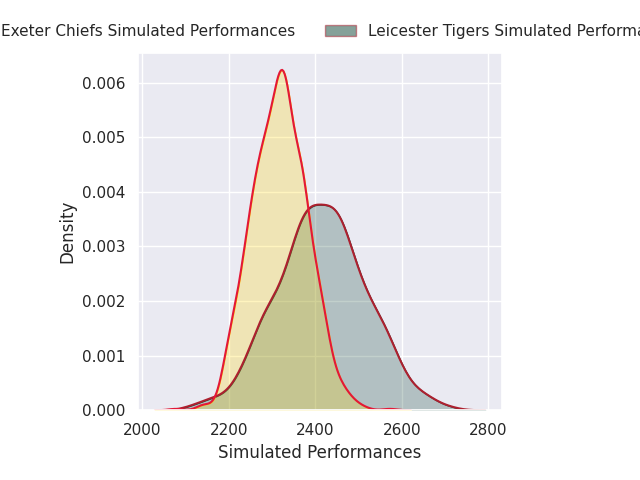 Exeter Chiefs Simulated Performances
Leicester Tigers Simulated
0.006
0.005
0.004
0.003
0.002
0.001
0.000
Density
2000 2200 2400 2600 2800
Simulated Performances